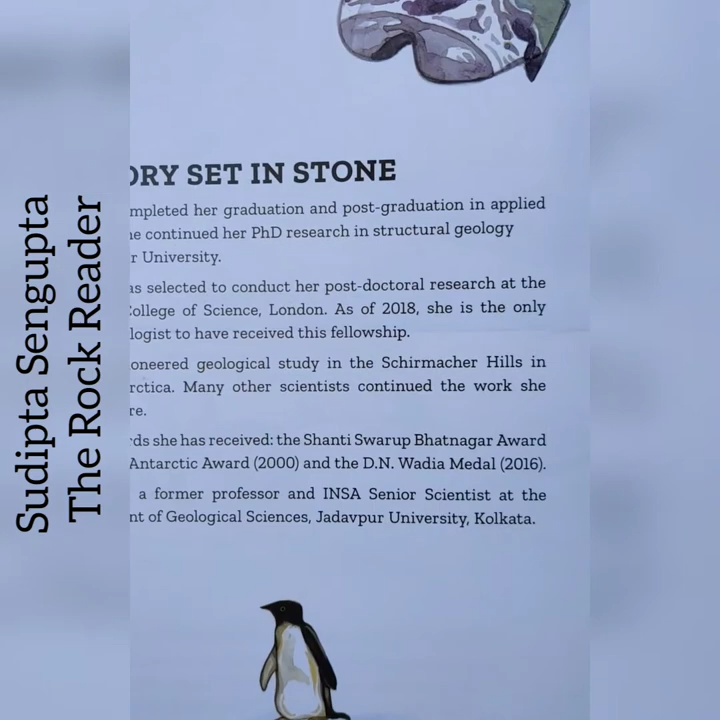 Sudipta Sengupta
The Rock Reader
ORY SET IN STONE
mpleted her graduation and post-graduation in applied
e continued her PhD research in structural geology
r University.
as selected to conduct her post-doctoral research at the
College of Science, London. As of 2018, she is the only
logist to have received this fellowship.
oneered geological study in the Schirmacher Hills in
rctica. Many other scientists continued the work she
re.
rds she has received: the Shanti Swarup Bhatnagar Award
Antarctic Award (2000) and the D.N. Wadia Medal (2016).
a former professor and INSA Senior Scientist at the
nt of Geological Sciences, Jadavpur University, Kolkata.